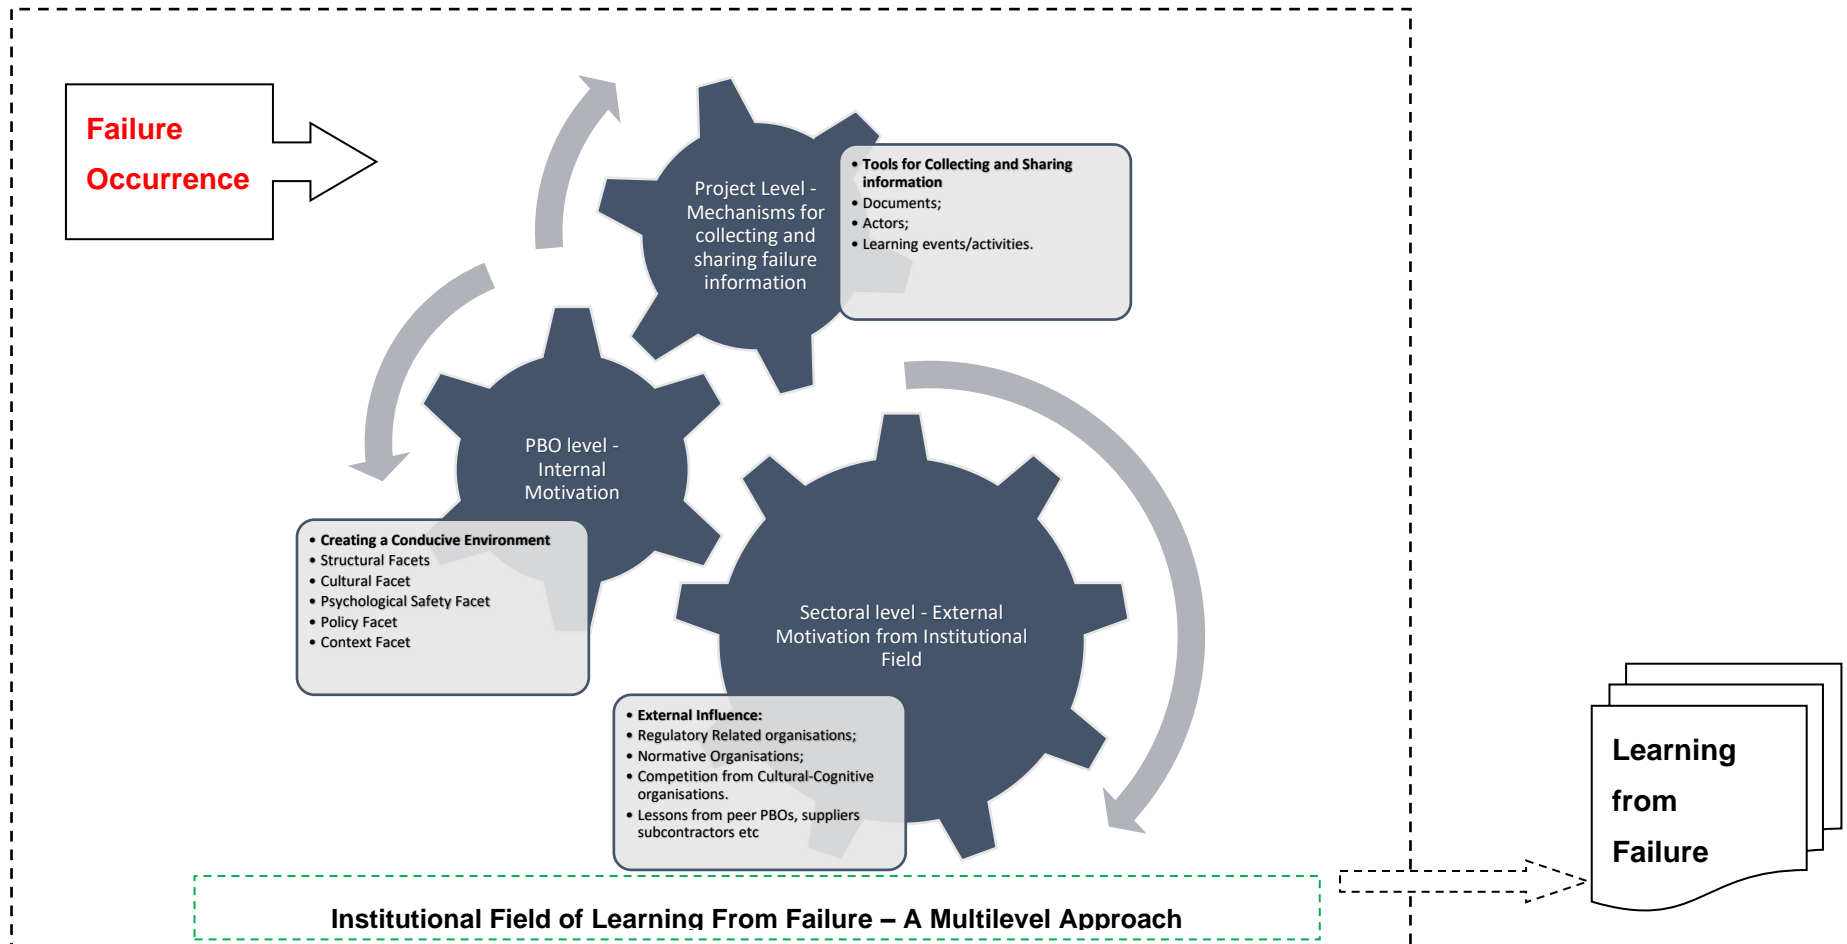 Failure
Occurrence
Project Level -
Mechanisms for
collecting and
sharing failure
information
• Tools for Collecting and Sharing
information
• Documents;
• Actors;
• Learning events/activities.
PBO level -
Internal
Motivation
• Creating a Conducive Environment
• Structural Facets
• Cultural Facet
• Psychological Safety Facet
• Policy Facet
• Context Facet
Sectoral level - External
Motivation from Institutional
Field
• External Influence:
• Regulatory Related organisations;
• Normative Organisations;
• Competition from Cultural-Cognitive
organisations.
• Lessons from peer PBOs, suppliers
subcontractors etc
Learning
from
Failure
Institutional Field of Learning From Failure – A Multilevel Approach